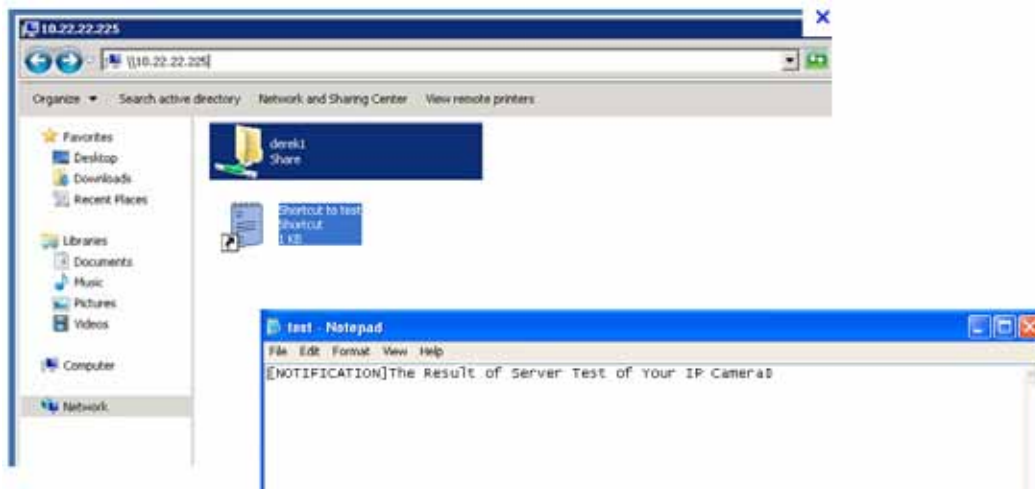 10.22.22.225
\\10.22.22.225
Organize Search active directory Network and Sharing Center View remote printers
Favorites
Desktop
Downloads
Recent Places
Libraries
Documents
Music
Pictures
Videos
Computer
Network
derek1
Share
Shortcut to test
Shortcut
1 KB
test - Notepad
File Edit Format View Help
[NOTIFICATION]The Result of Server Test of Your IP Camera